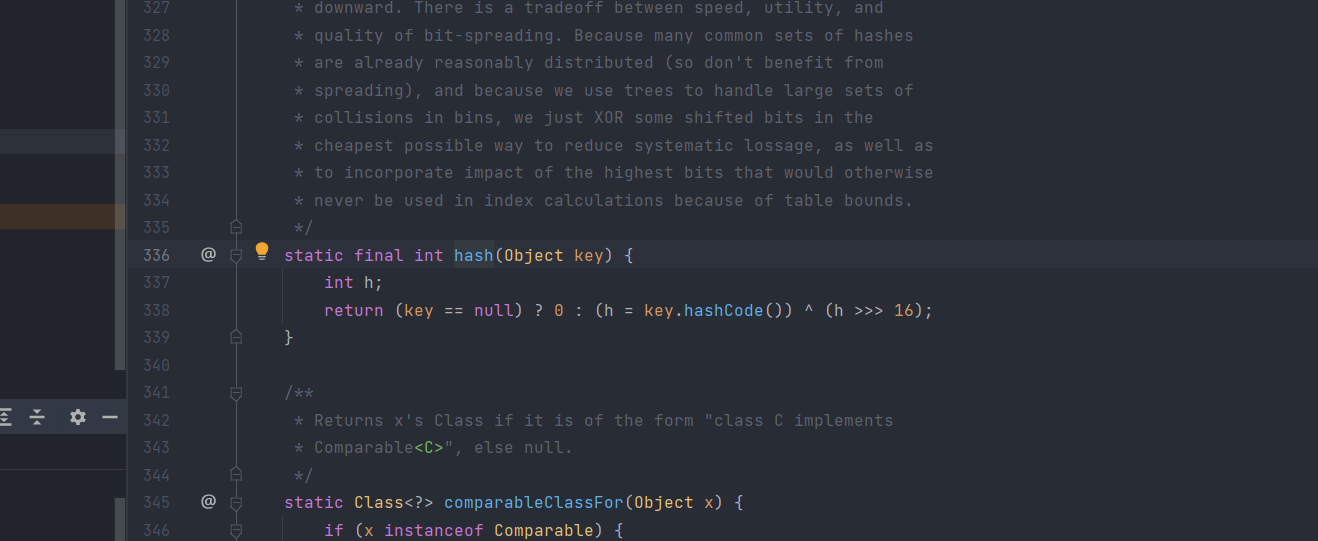 327 * downward. There is a tradeoff between speed, utility, and
328 * quality of bit-spreading. Because many common sets of hashes
329 * are already reasonably distributed (so don't benefit from
330 * spreading), and because we use trees to handle large sets of
331 * collisions in bins, we just XOR some shifted bits in the
332 * cheapest possible way to reduce systematic lossage, as well as
333 * to incorporate impact of the highest bits that would otherwise
334 * never be used in index calculations because of table bounds.
335 */
336 @ static final int hash(Object key) {
337 int h;
338 return (key == null) ? 0 : (h = key.hashCode()) ^ (h >>> 16);
339 }
340
341 /**
342 * Returns x's Class if it is of the form "class C implements
343 * Comparable<C>", else null.
344 */
345 @ static Class<?> comparableClassFor(Object x) {
346 if (x instanceof Comparable) {